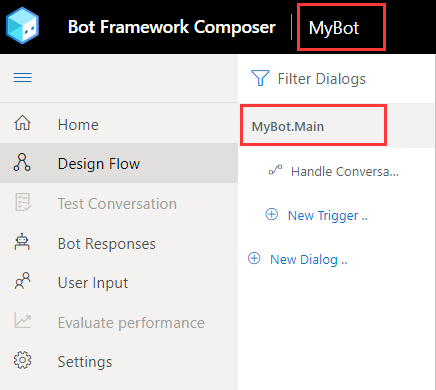 Bot Framework Composer
MyBot
Home
Design Flow
Test Conversation
Bot Responses
User Input
Evaluate performance
Settings
Filter Dialogs
MyBot.Main
Handle Conversa...
New Trigger ..
New Dialog ..